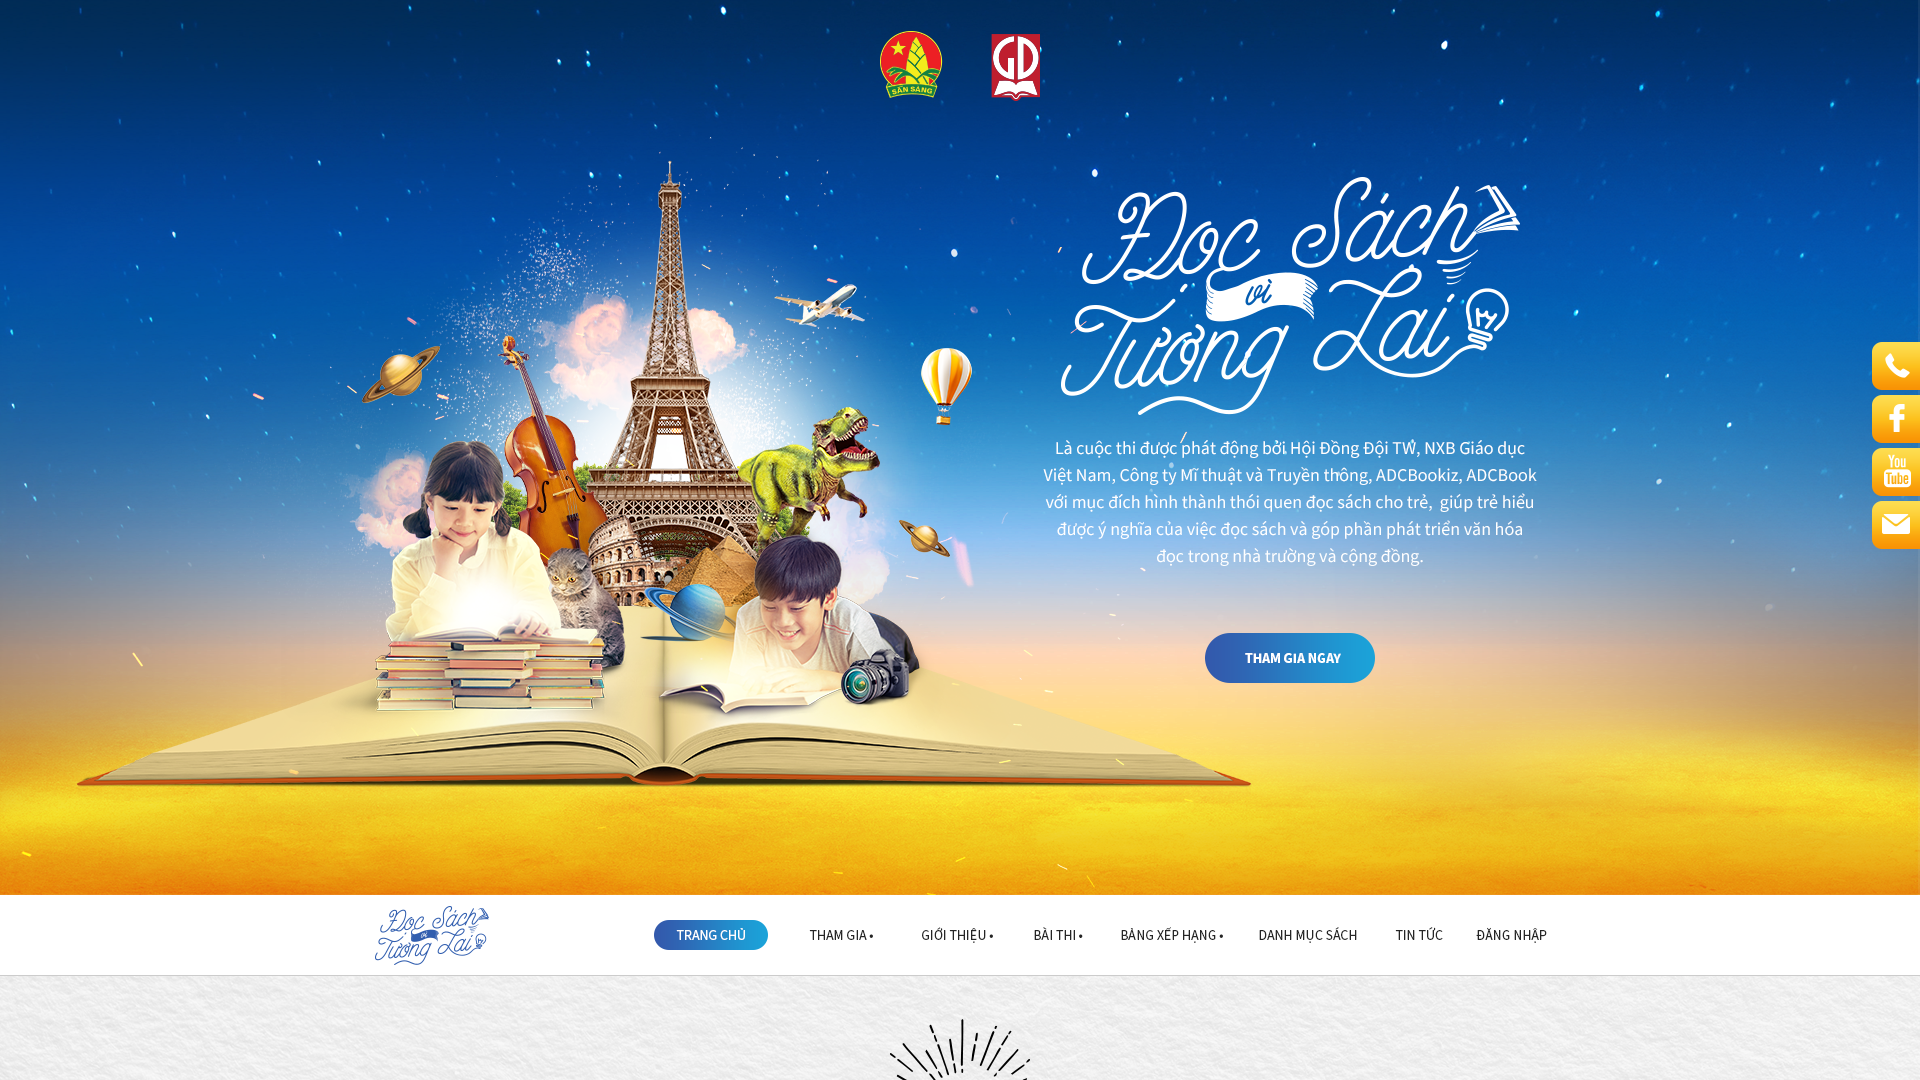 SẴN SÀNG
GD
Đọc Sách
vì
Tương Lai
Là cuộc thi được phát động bởi Hội Đồng Đội TW, NXB Giáo dục
Việt Nam, Công ty Mĩ thuật và Truyền thông, ADCBookiz, ADCBook
với mục đích hình thành thói quen đọc sách cho trẻ, giúp trẻ hiểu
được ý nghĩa của việc đọc sách và góp phần phát triển văn hóa
đọc trong nhà trường và cộng đồng.
THAM GIA NGAY
You
Tube
Đọc Sách
vì
Tương Lai
TRANG CHỦ
THAM GIA •
GIỚI THIỆU •
BÀI THI •
BẢNG XẾP HẠNG •
DANH MỤC SÁCH
TIN TỨC
ĐĂNG NHẬP